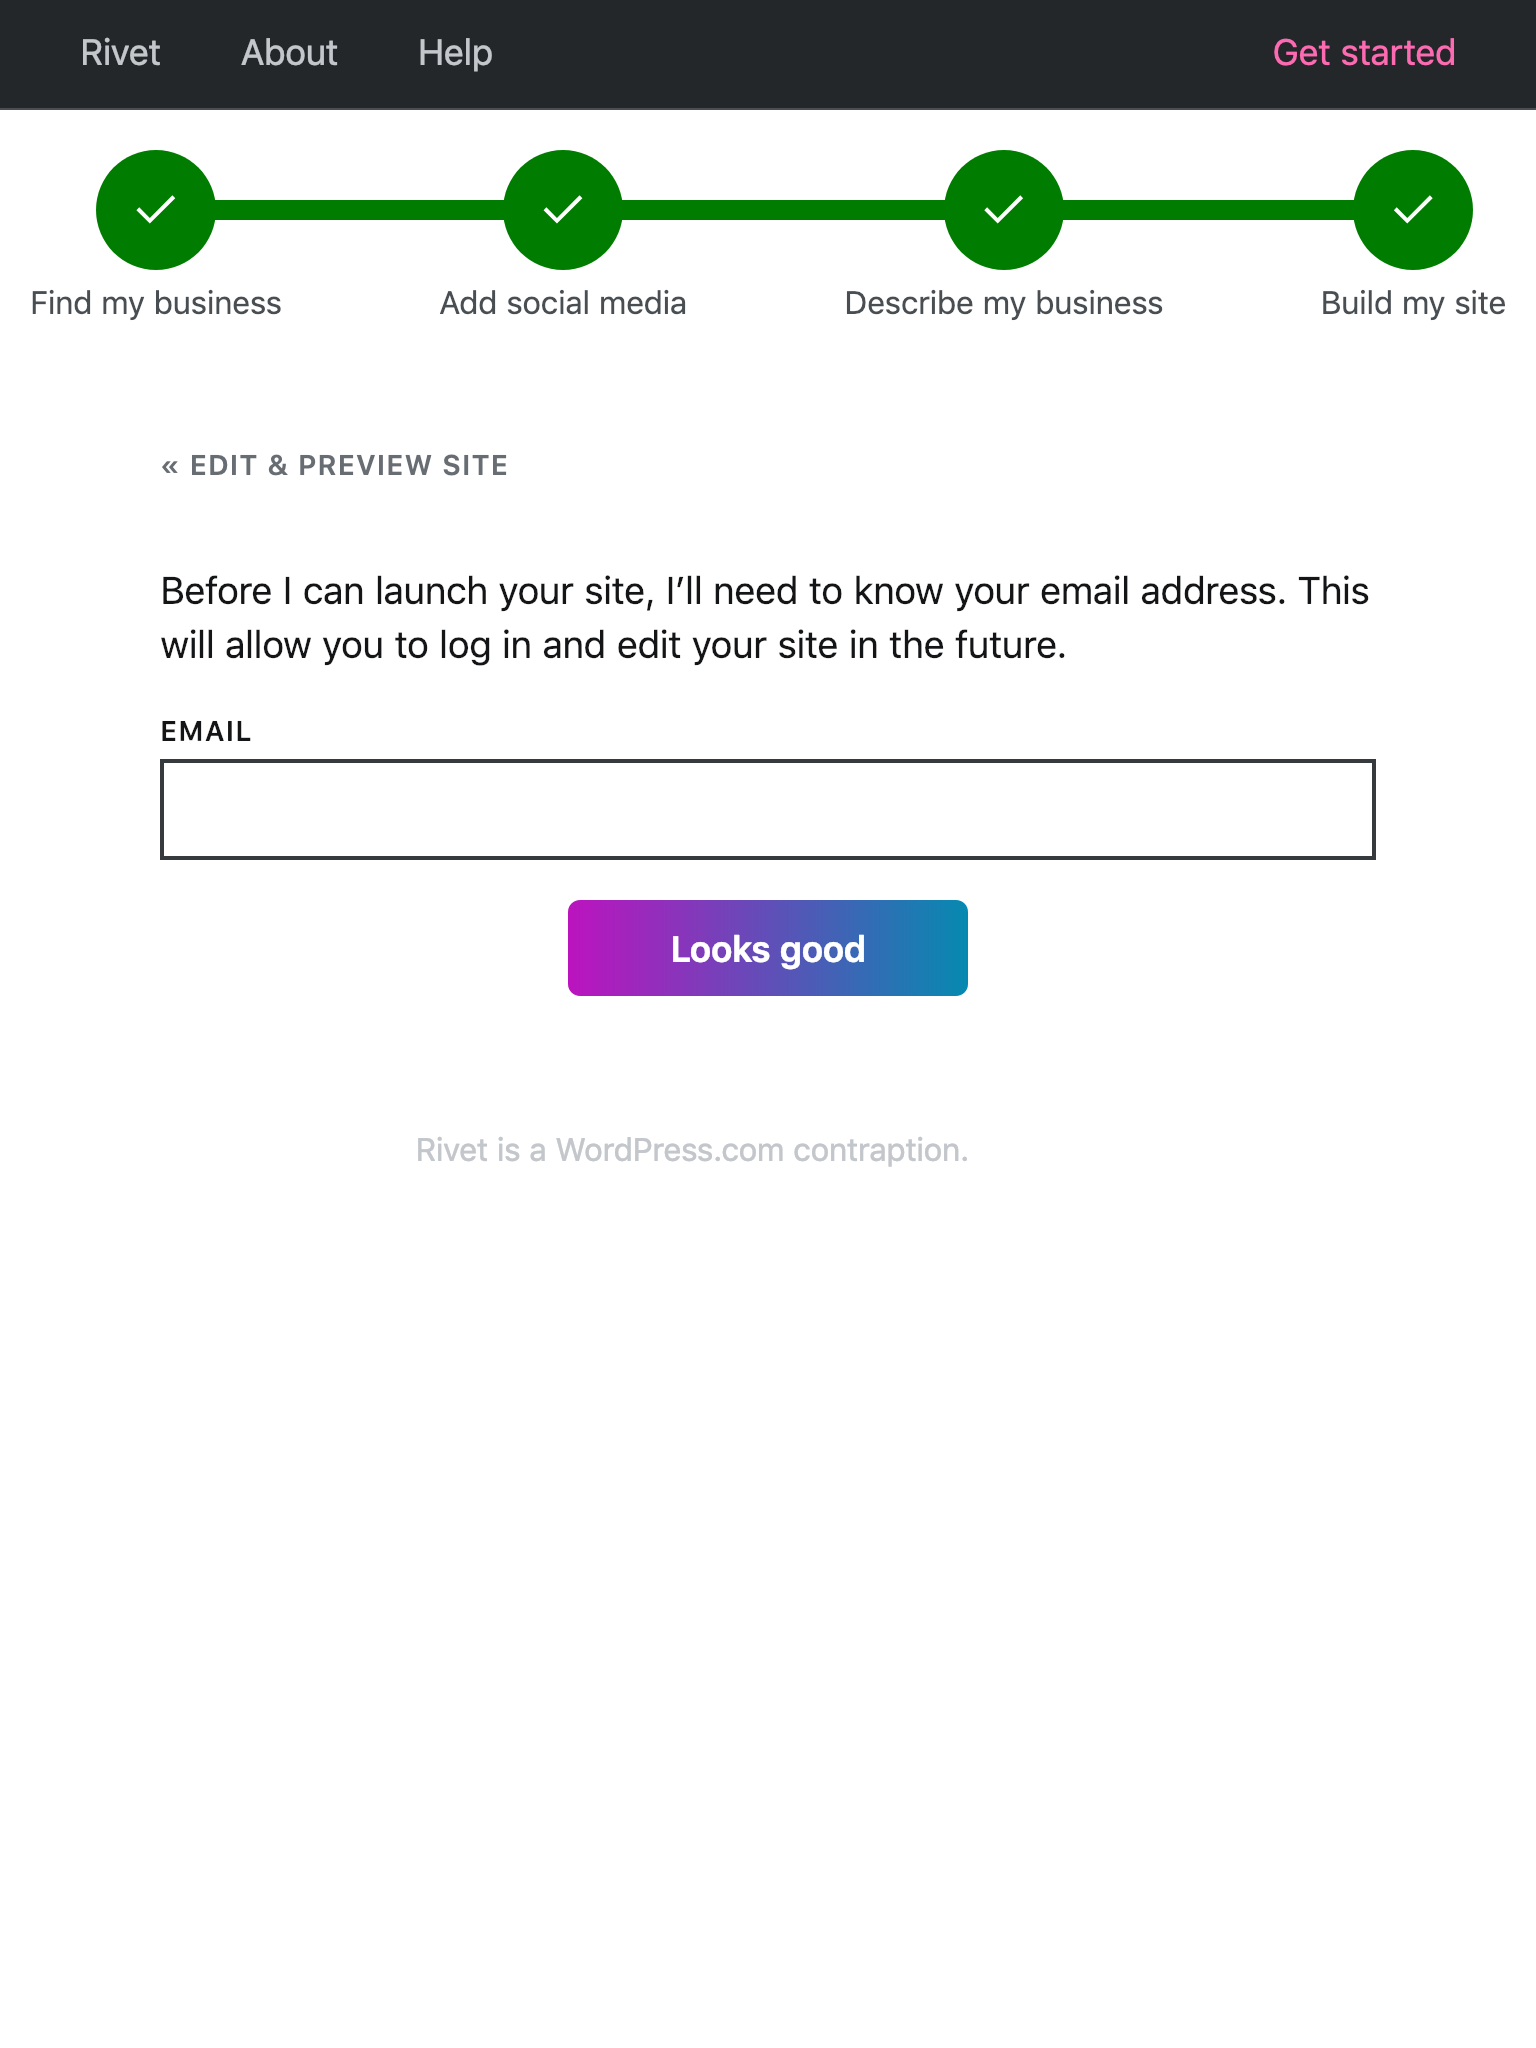 Rivet About Help Get started
Find my business Add social media Describe my business Build my site
« EDIT & PREVIEW SITE
Before I can launch your site, I’ll need to know your email address. This
will allow you to log in and edit your site in the future.
EMAIL
Looks good
Rivet is a WordPress.com contraption.